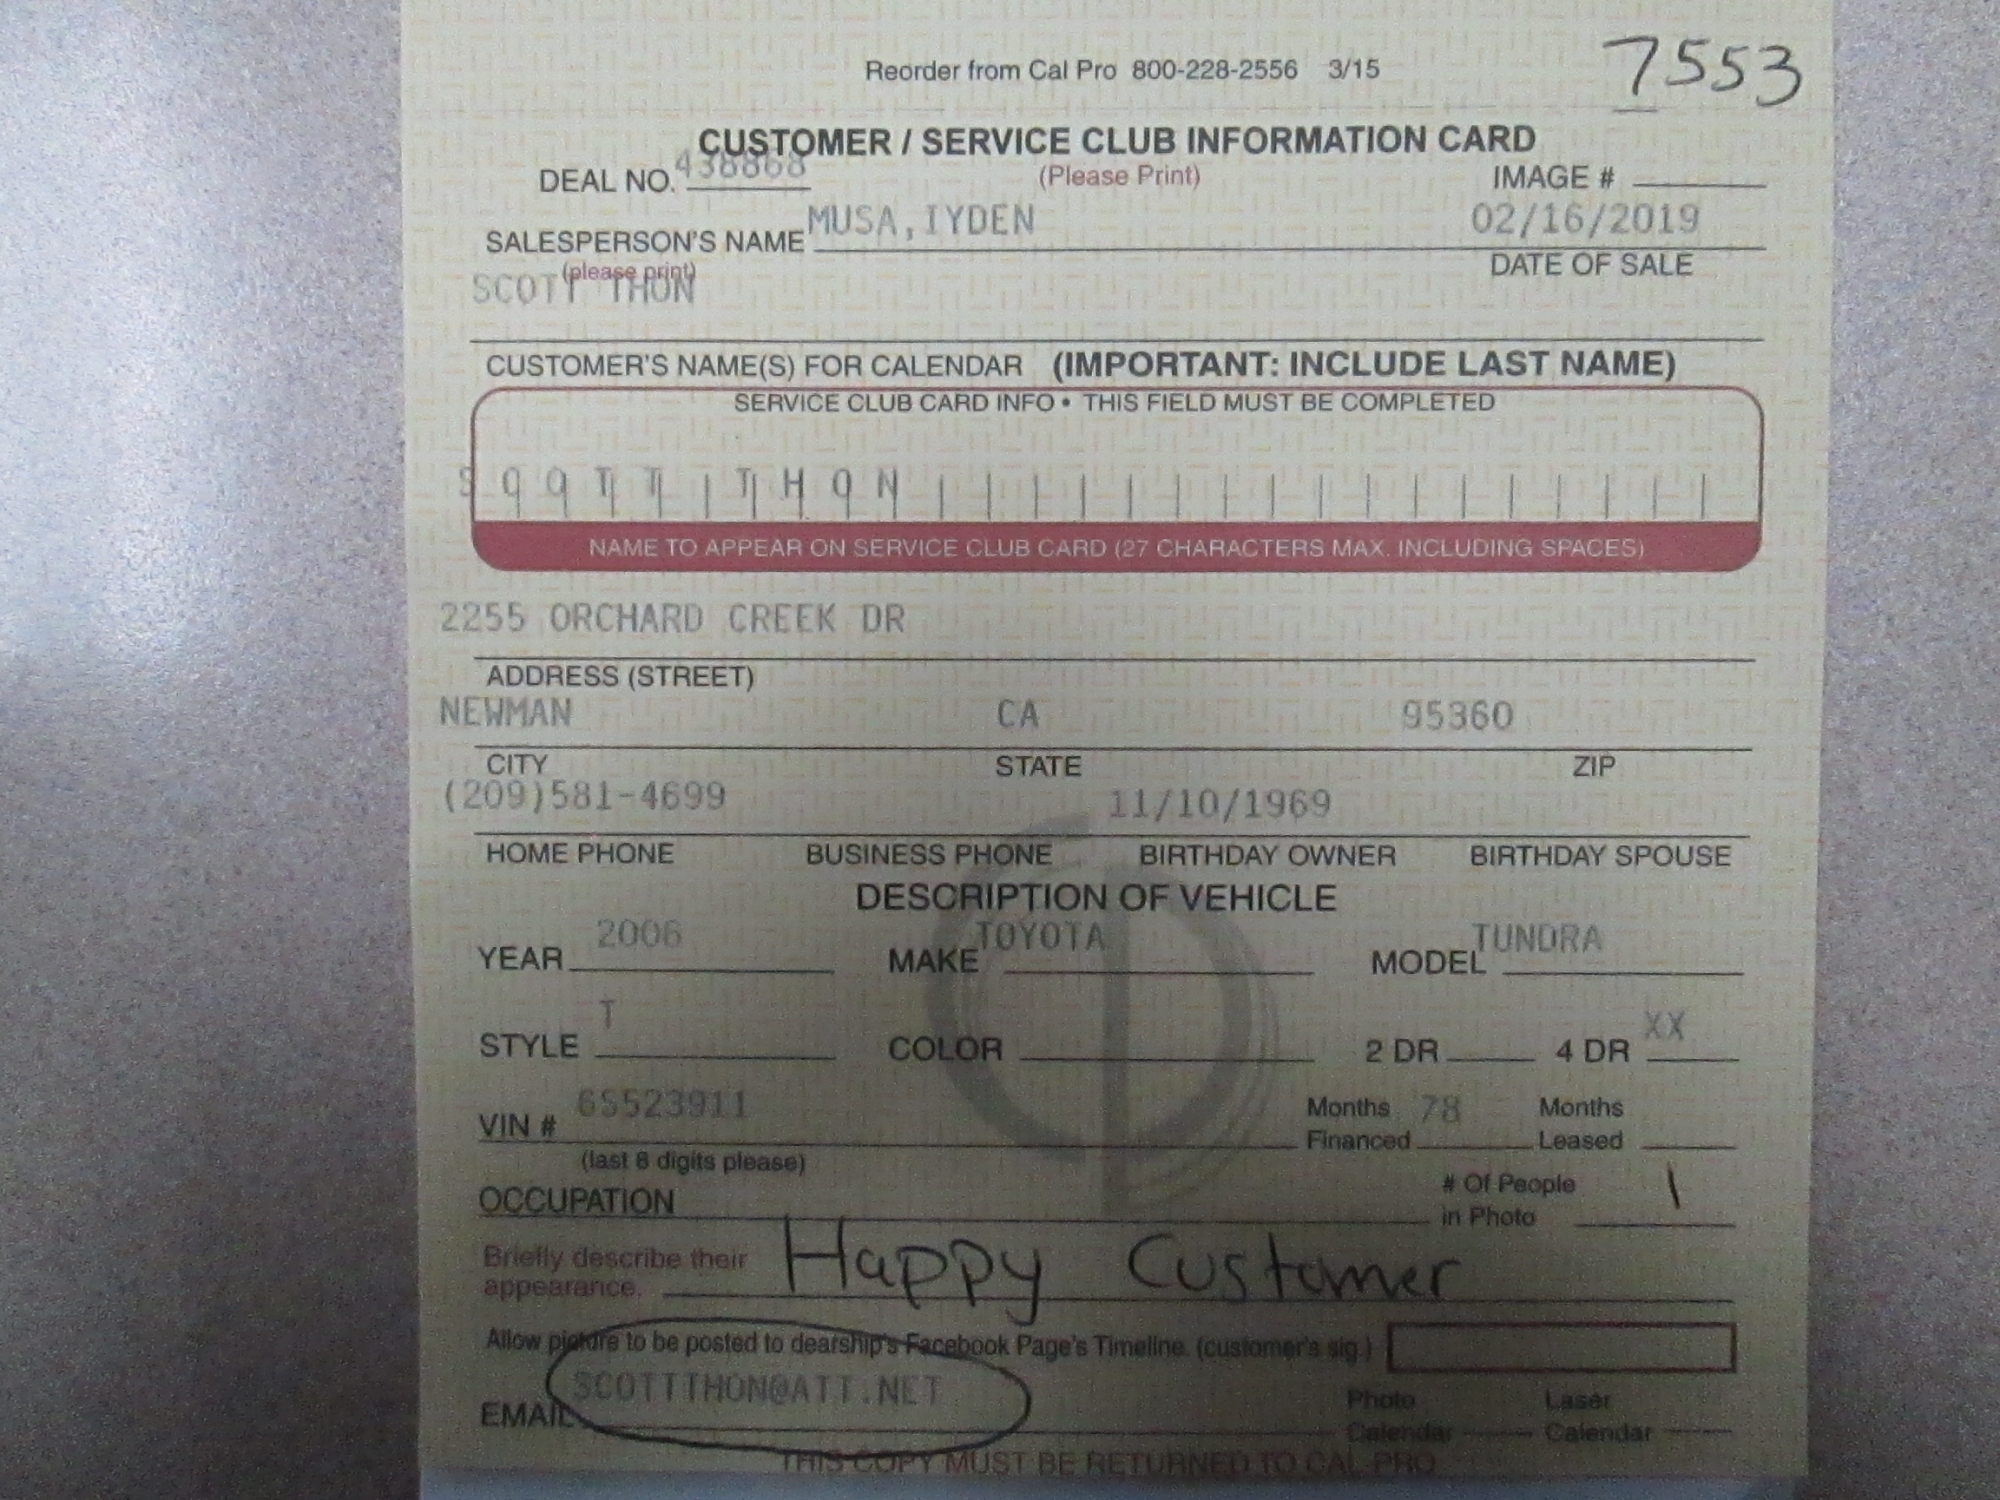 Reorder from Cal Pro 800-228-2556 3/15
7553
CUSTOMER / SERVICE CLUB INFORMATION CARD
DEAL NO. 438868 (Please Print) IMAGE #
SALESPERSON'S NAME MUSA,IYDEN 02/16/2019
(please print) DATE OF SALE
SCOTT THON
CUSTOMER'S NAME(S) FOR CALENDAR (IMPORTANT: INCLUDE LAST NAME)
SERVICE CLUB CARD INFO • THIS FIELD MUST BE COMPLETED
SCOTT THON
NAME TO APPEAR ON SERVICE CLUB CARD (27 CHARACTERS MAX. INCLUDING SPACES)
2255 ORCHARD CREEK DR
ADDRESS (STREET)
NEWMAN CA 95360
CITY STATE ZIP
(209)581-4699 11/10/1969
HOME PHONE BUSINESS PHONE BIRTHDAY OWNER BIRTHDAY SPOUSE
DESCRIPTION OF VEHICLE
YEAR 2006 MAKE TOYOTA MODEL TUNDRA
STYLE T COLOR 2 DR 4 DR XX
VIN # 6S523911 Months Financed 78 Months Leased
(last 8 digits please)
OCCUPATION # Of People in Photo 1
Briefly describe their appearance. Happy Customer
Allow picture to be posted to dearship's Facebook Page's Timeline. (customer's sig.)
EMAIL SCOTTTHON@ATT.NET Photo Calendar Laser Calendar
THIS COPY MUST BE RETURNED TO CAL-PRO